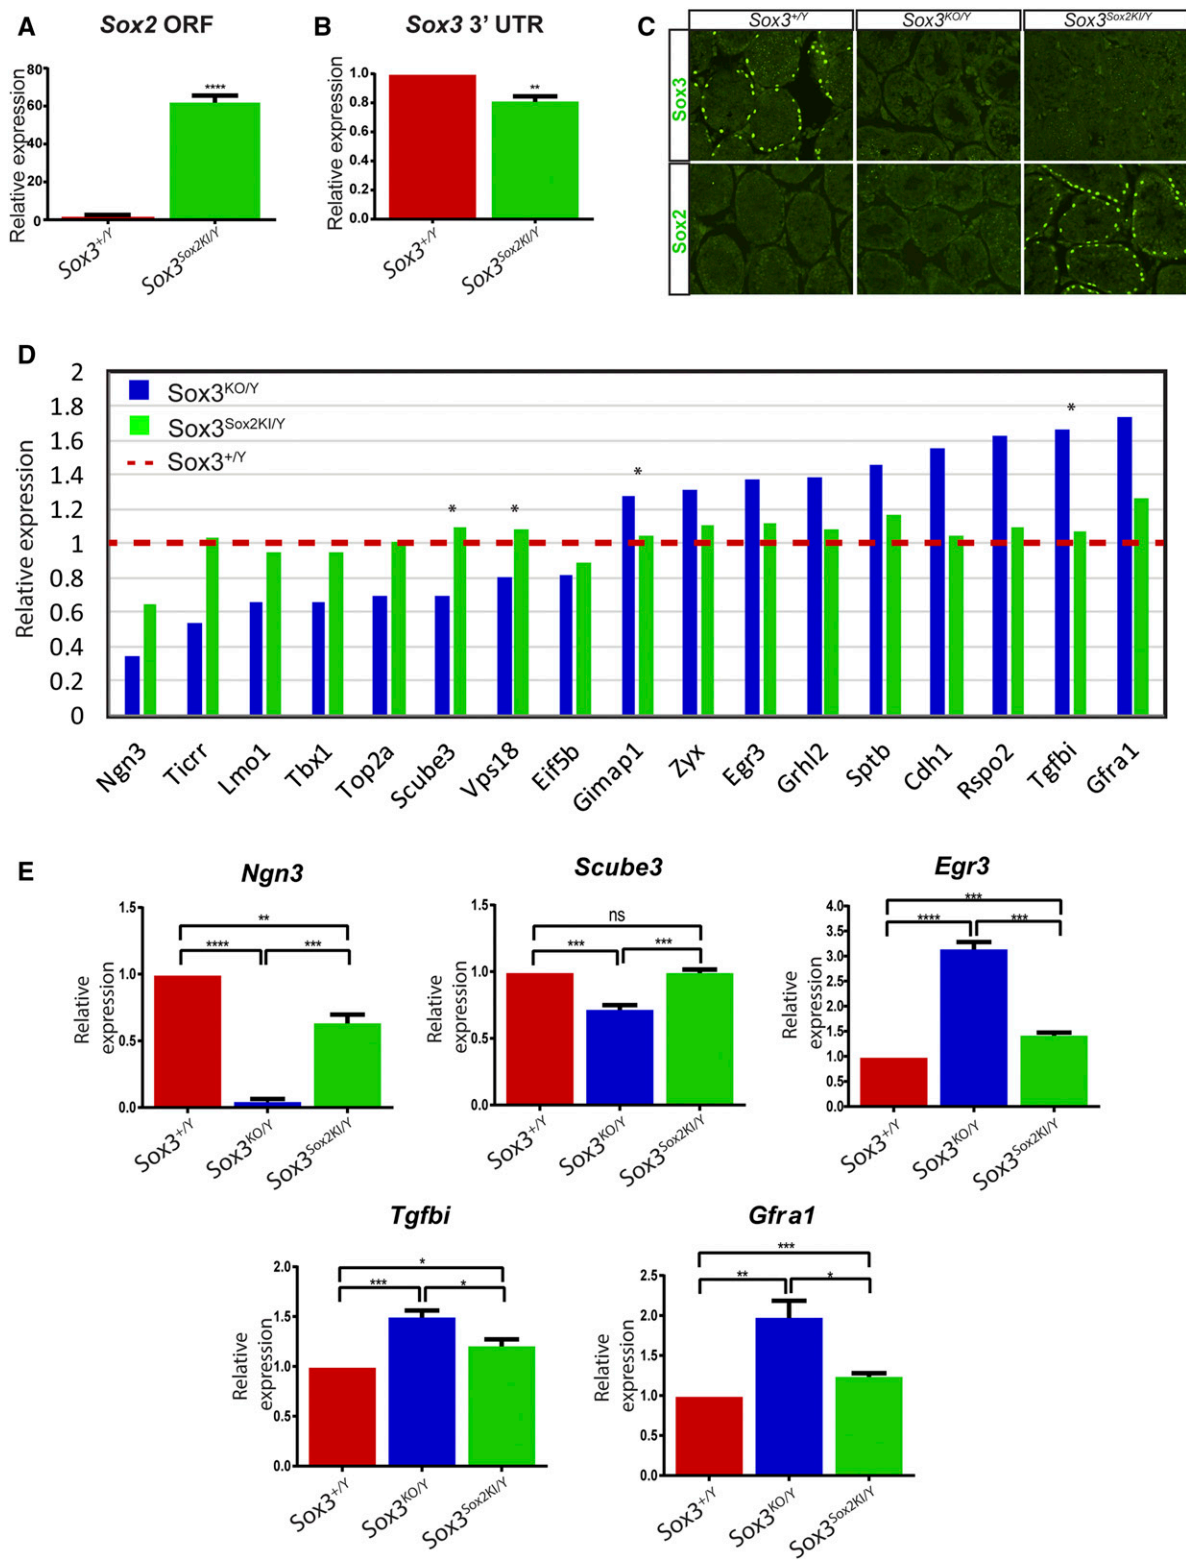 A
Sox2 ORF
Relative expression
80
60
40
20
0
****
Sox3+/Y
Sox3Sox2KI/Y
B
Sox3 3' UTR
Relative expression
1.0
0.8
0.6
0.4
0.2
0.0
**
Sox3+/Y
Sox3Sox2KI/Y
C
Sox3+/Y
Sox3KO/Y
Sox3Sox2KI/Y
Sox3
Sox2
D
Relative expression
2
1.8
1.6
1.4
1.2
1
0.8
0.6
0.4
0.2
0
Sox3KO/Y
Sox3Sox2KI/Y
Sox3+/Y
* * * *
Ngn3 Ticrr Lmo1 Tbx1 Top2a Scube3 Vps18 Eif5b Gimap1 Zyx Egr3 Grhl2 Sptb Cdh1 Rspo2 Tgfbi Gfra1
E
Ngn3
Relative
expression
1.5
1.0
0.5
0.0
**
**** ***
Sox3+/Y
Sox3KO/Y
Sox3Sox2KI/Y
Scube3
Relative
expression
1.5
1.0
0.5
0.0
ns
*** ***
Sox3+/Y
Sox3KO/Y
Sox3Sox2KI/Y
Egr3
Relative
expression
4.0
3.5
3.0
2.5
2.0
1.5
1.0
0.5
0.0
***
**** ***
Sox3+/Y
Sox3KO/Y
Sox3Sox2KI/Y
Tgfbi
Relative
expression
2.0
1.5
1.0
0.5
0.0
*
*** *
Sox3+/Y
Sox3KO/Y
Sox3Sox2KI/Y
Gfra1
Relative
expression
2.5
2.0
1.5
1.0
0.5
0.0
***
** *
Sox3+/Y
Sox3KO/Y
Sox3Sox2KI/Y